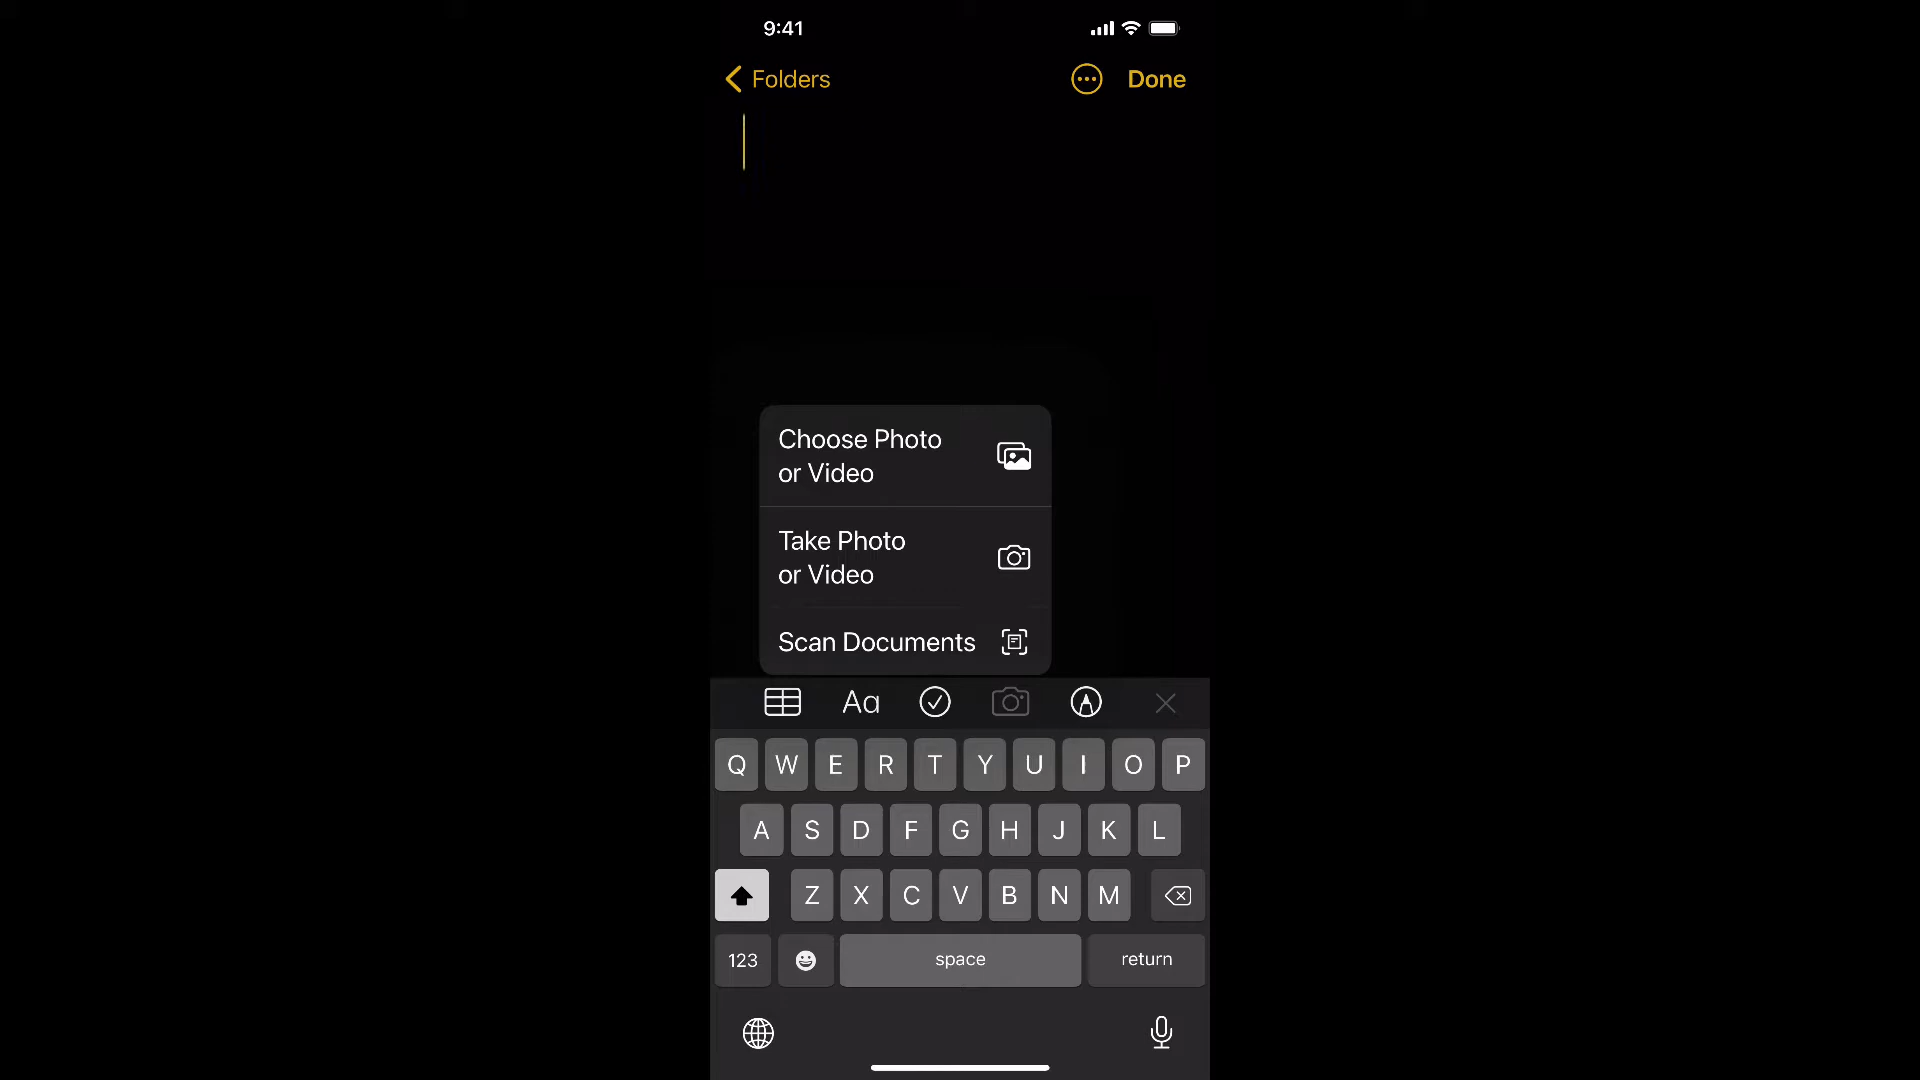 9:41
Folders
Done
Choose Photo
or Video
Take Photo
or Video
Scan Documents
Aa
Q W E R T Y U I O P
A S D F G H J K L
Z X C V B N M
123 space return